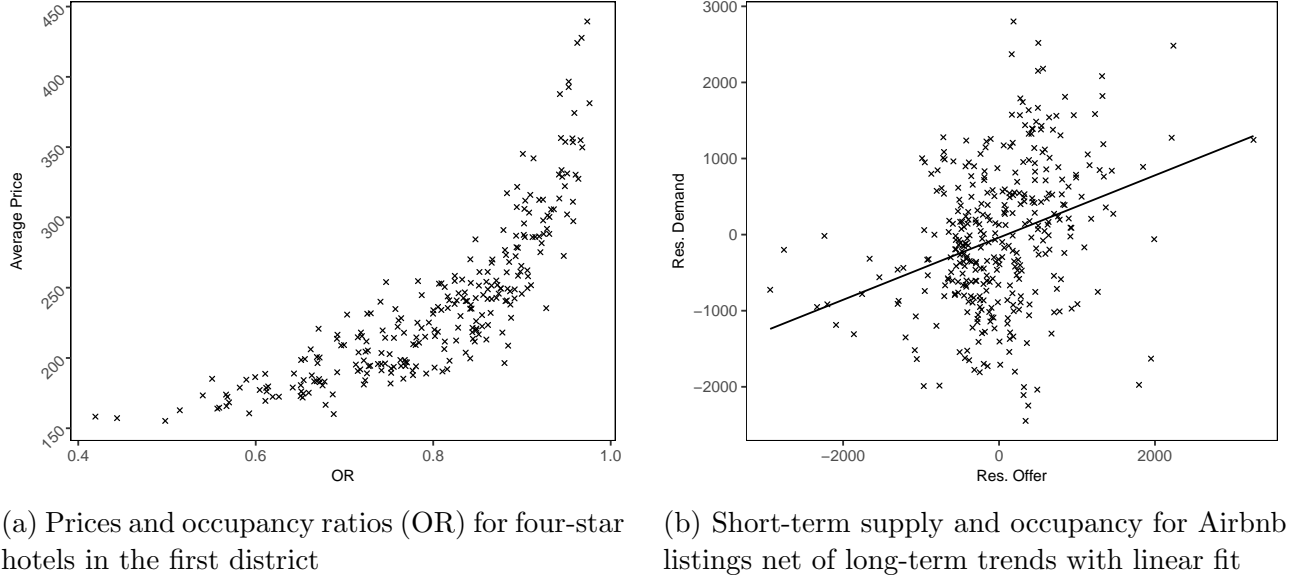 450
400
350
300
250
200
150
Average Price
0.4 0.6 0.8 1.0
OR
3000
2000
1000
0
−1000
−2000
Res. Demand
−2000 0 2000
Res. Offer
(a) Prices and occupancy ratios (OR) for four-star
hotels in the first district
(b) Short-term supply and occupancy for Airbnb
listings net of long-term trends with linear fit